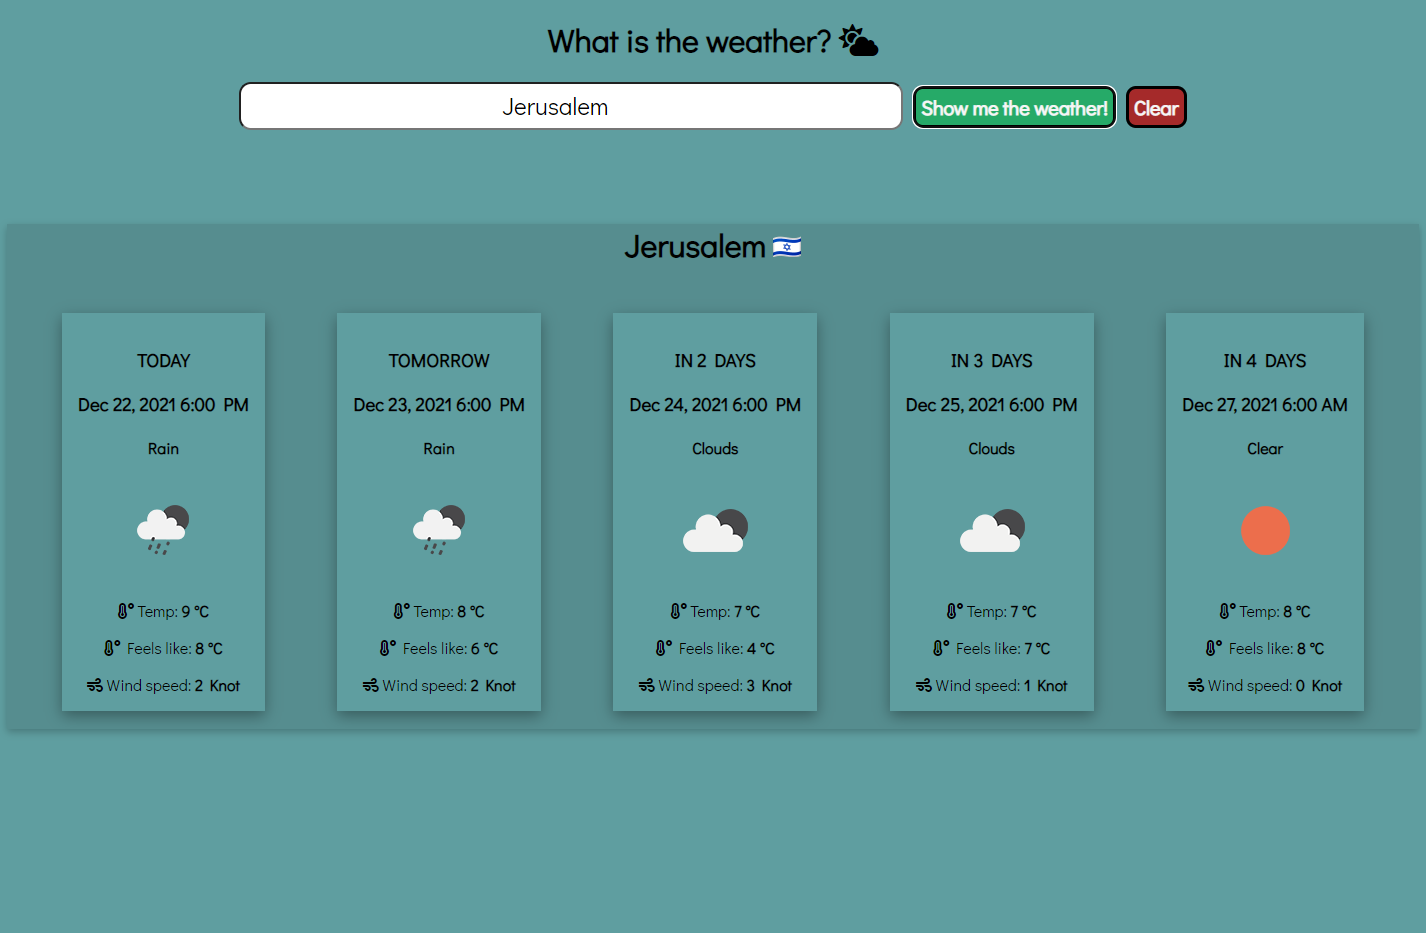 What is the weather?
Jerusalem
Show me the weather!
Clear
Jerusalem
TODAY
Dec 22, 2021 6:00 PM
Rain
Temp: 9 °C
Feels like: 8 °C
Wind speed: 2 Knot
TOMORROW
Dec 23, 2021 6:00 PM
Rain
Temp: 8 °C
Feels like: 6 °C
Wind speed: 2 Knot
IN 2 DAYS
Dec 24, 2021 6:00 PM
Clouds
Temp: 7 °C
Feels like: 4 °C
Wind speed: 3 Knot
IN 3 DAYS
Dec 25, 2021 6:00 PM
Clouds
Temp: 7 °C
Feels like: 7 °C
Wind speed: 1 Knot
IN 4 DAYS
Dec 27, 2021 6:00 AM
Clear
Temp: 8 °C
Feels like: 8 °C
Wind speed: 0 Knot